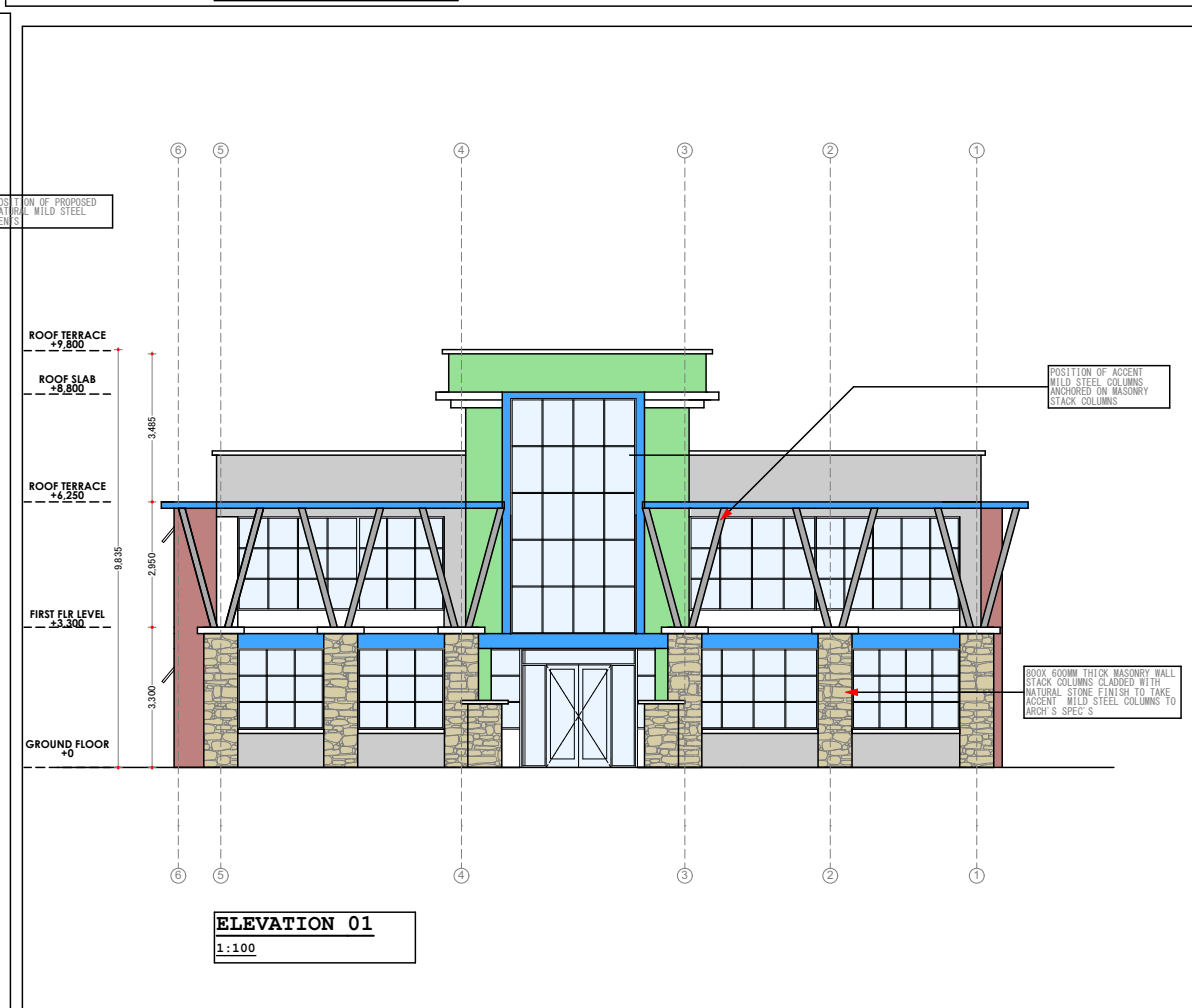 6 5 4 3 2 1
OSITION OF PROPOSED
ATURAL MILD STEEL
ENTS
ROOF TERRACE
+9,800
ROOF SLAB
+8,800
POSITION OF ACCENT
MILD STEEL COLUMNS
ANCHORED ON MASONRY
STACK COLUMNS
3,485
ROOF TERRACE
+6,250
9,835
2,950
FIRST FLR LEVEL
+3,300
800X 600MM THICK MASONRY WALL
STACK COLUMNS CLADDED WITH
NATURAL STONE FINISH TO TAKE
ACCENT MILD STEEL COLUMNS TO
ARCH'S SPEC'S
3,300
GROUND FLOOR
+0
6 5 4 3 2 1
ELEVATION 01
1:100